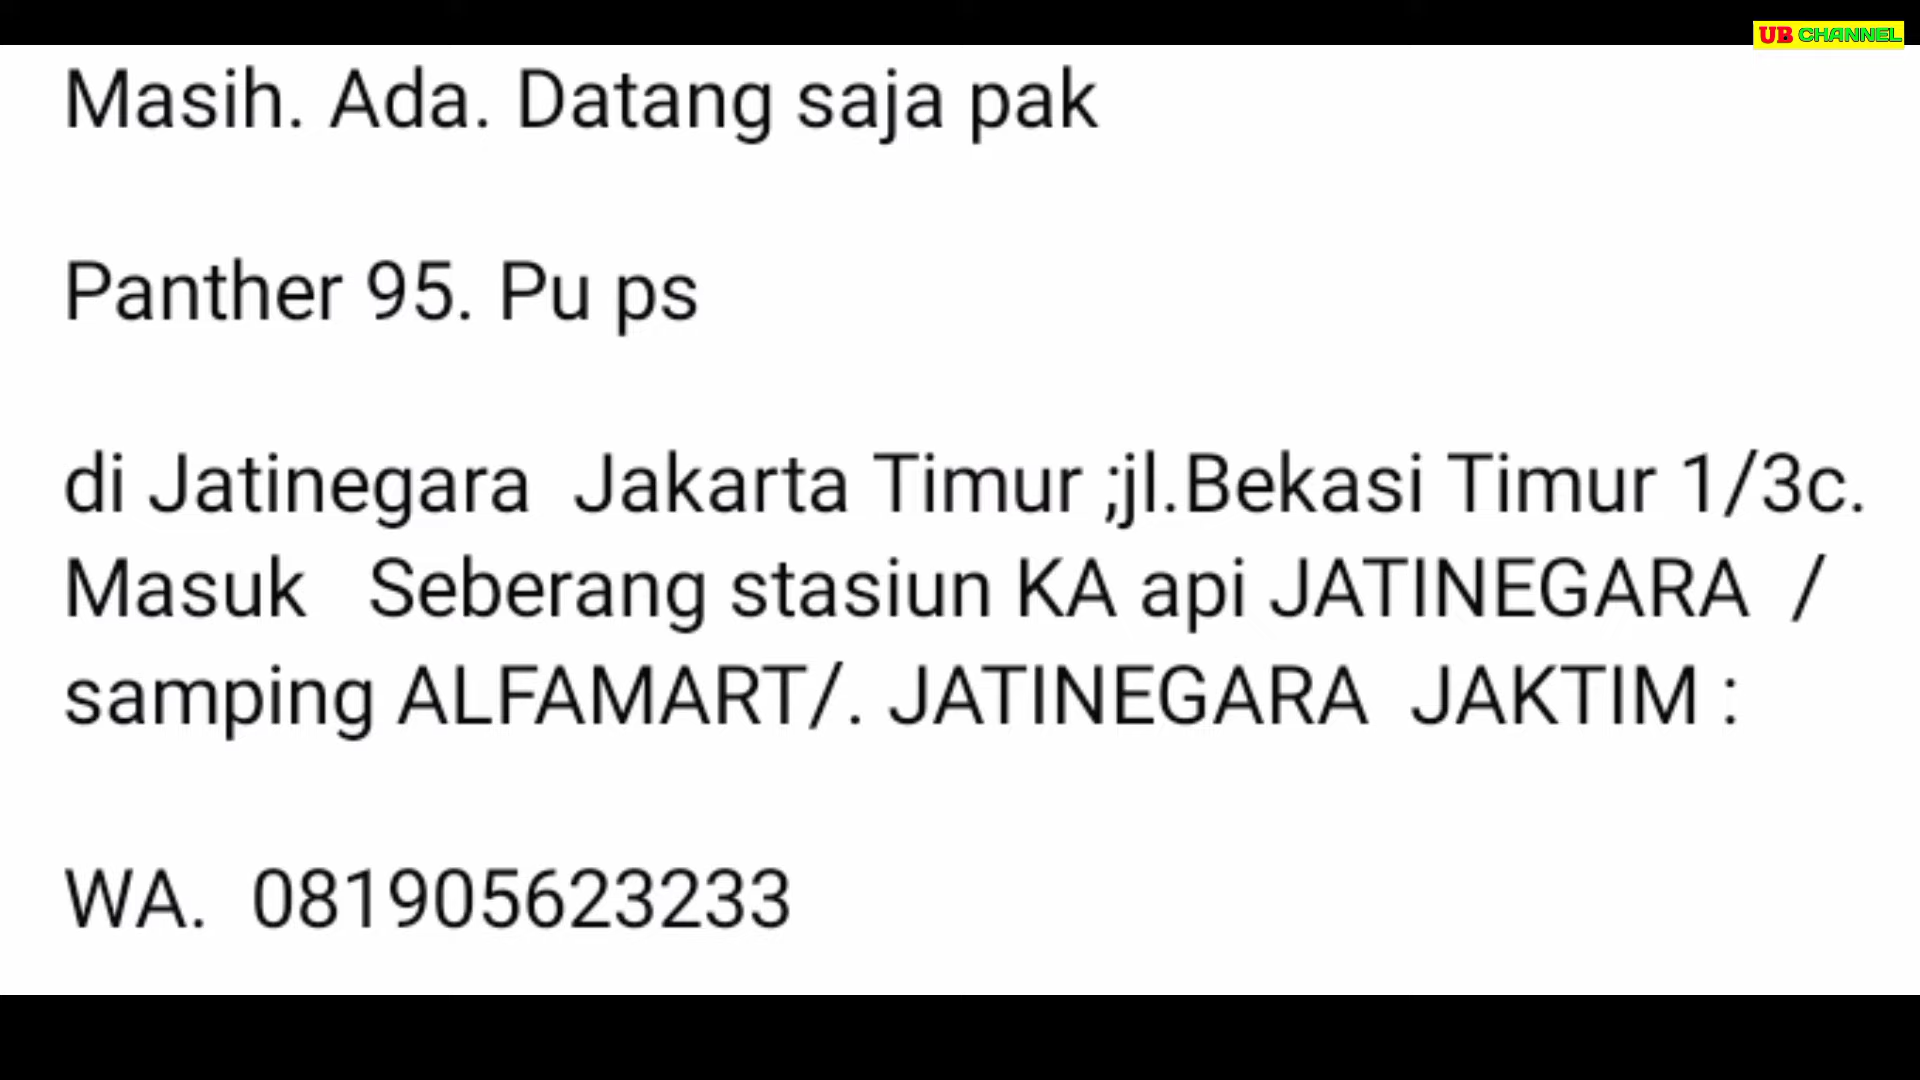 UB CHANNEL
Masih. Ada. Datang saja pak
Panther 95. Pu ps
di Jatinegara  Jakarta Timur ;jl.Bekasi Timur 1/3c.
Masuk   Seberang stasiun KA api JATINEGARA  /
samping ALFAMART/. JATINEGARA  JAKTIM :
WA.  081905623233